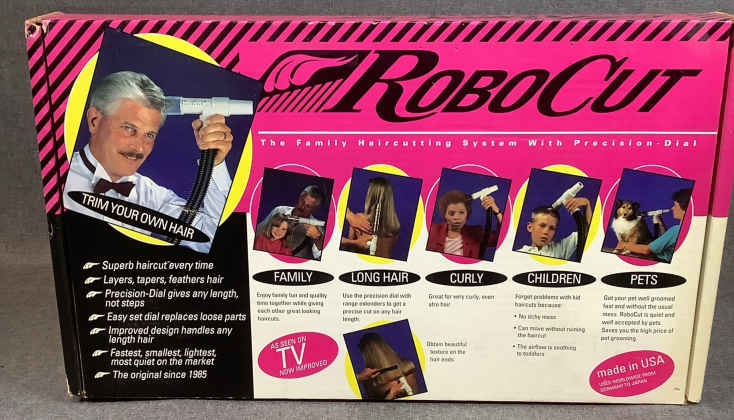 ROBOCUT
The Family Haircutting System With Precision-Dial
TRIM YOUR OWN HAIR
Superb haircut every time
Layers, tapers, feathers hair
Precision-Dial gives any length,
not steps
Easy set dial replaces loose parts
Improved design handles any
length hair
Fastest, smallest, lightest,
most quiet on the market
The original since 1985
FAMILY
Enjoy family fun and quality
time together while giving
each other great looking
haircuts.
LONG HAIR
Use the precision dial with
range extenders to get a
precise cut on any hair
length.
CURLY
Great for very curly, even
afro hair
CHILDREN
Forget problems with kid
haircuts because:
• No itchy mess
• Can move without ruining
the haircut
• The airflow is soothing
to toddlers
PETS
Get your pet well groomed
fast and without the usual
mess. RoboCut is quiet and
well accepted by pets.
Saves you the high price of
pet grooming.
AS SEEN ON
TV
NOW IMPROVED
Obtain beautiful
texture on the
hair ends
made in USA
USED WORLDWIDE FROM
GERMANY TO JAPAN